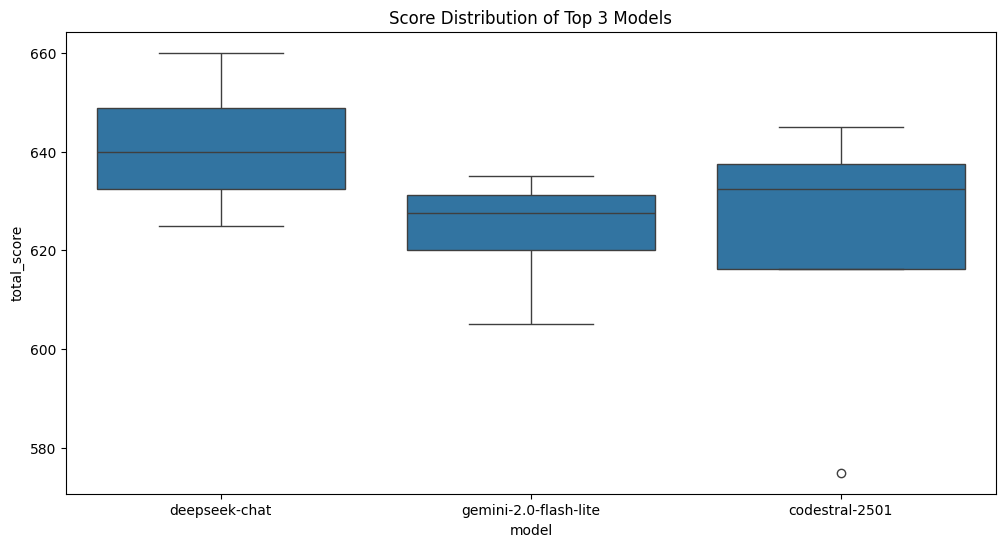 Score Distribution of Top 3 Models
660
640
620
600
580
total_score
deepseek-chat
gemini-2.0-flash-lite
codestral-2501
model